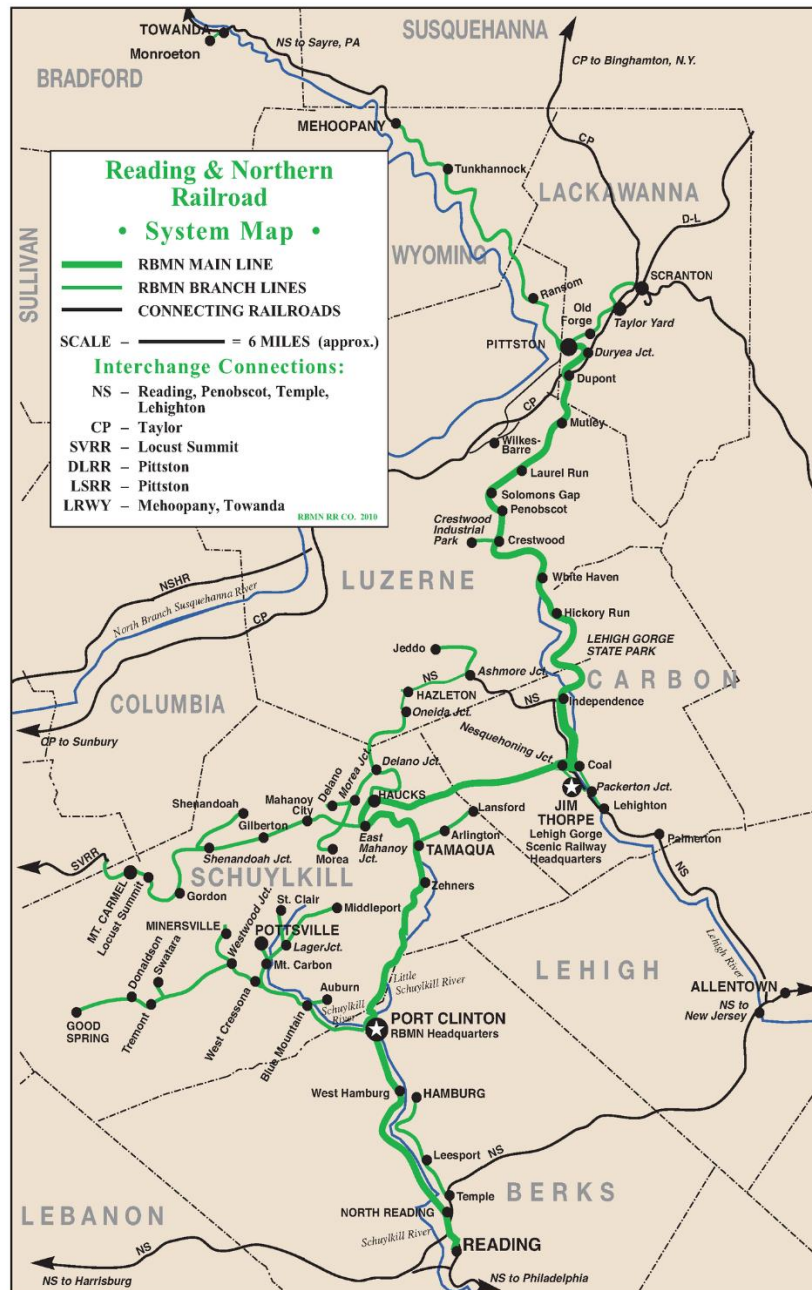 TOWANDA
Monroeton
NS to Sayre, PA
SUSQUEHANNA
CP to Binghamton, N.Y.
BRADFORD
MEHOOPANY
CP
Tunkhannock
LACKAWANNA
D-L
Reading & Northern
Railroad
• System Map •
RBMN MAIN LINE
RBMN BRANCH LINES
CONNECTING RAILROADS
SCALE – = 6 MILES (approx.)
Interchange Connections:
NS – Reading, Penobscot, Temple,
Lehighton
CP – Taylor
SVRR – Locust Summit
DLRR – Pittston
LSRR – Pittston
LRWY – Mehoopany, Towanda
RBMN RR CO. 2010
SULLIVAN
WYOMING
SCRANTON
Ransom
Old
Forge
Taylor Yard
PITTSTON
Duryea Jct.
Dupont
CP
Mutley
Wilkes-
Barre
Laurel Run
Solomons Gap
Penobscot
Crestwood
Industrial
Park
Crestwood
White Haven
NSHR
LUZERNE
North Branch Susquehanna River
CP
Hickory Run
LEHIGH GORGE
STATE PARK
Jeddo
Ashmore Jct.
NS
CARBON
HAZLETON
NS
COLUMBIA
Oneida Jct.
Independence
CP to Sunbury
Nesquehoning Jct.
Delano Jct.
Coal
Morea Jct.
Delano
HAUCKS
Packerton Jct.
Shenandoah
Mahanoy
City
Lansford
Lehighton
Gilberton
JIM
THORPE
Lehigh Gorge
Scenic Railway
Headquarters
Arlington
East
Mahanoy
Jct.
Palmerton
Shenandoah Jct.
Morea
TAMAQUA
NS
SVRR
SCHUYLKILL
MT. CARMEL
Locust Summit
Gordon
Zehners
St. Clair
Middleport
MINERSVILLE
Westwood Jct.
POTTSVILLE
LagerJct.
Mt. Carbon
LEHIGH
Lehigh River
Donaldson
Swatara
Auburn
Little
Schuylkill River
ALLENTOWN
NS to
New Jersey
GOOD
SPRING
Tremont
West Cressona
Blue Mountain
Schuylkill
River
PORT CLINTON
RBMN Headquarters
West Hamburg
HAMBURG
Leesport
NS
Temple
BERKS
LEBANON
NORTH READING
Schuylkill River
READING
NS
NS to Harrisburg
NS to Philadelphia